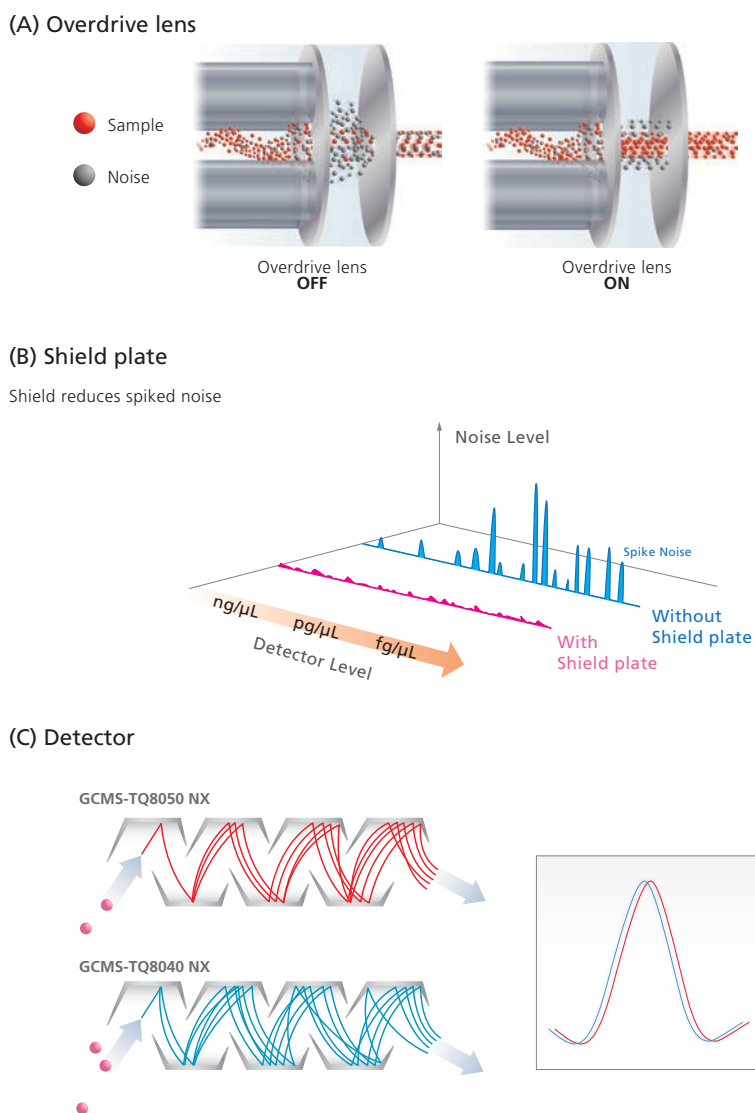 (A) Overdrive lens
Sample
Noise
Overdrive lens
OFF
Overdrive lens
ON
(B) Shield plate
Shield reduces spiked noise
Noise Level
Spike Noise
Without
Shield plate
With
Shield plate
ng/µL
pg/µL
fg/µL
Detector Level
(C) Detector
GCMS-TQ8050 NX
GCMS-TQ8040 NX